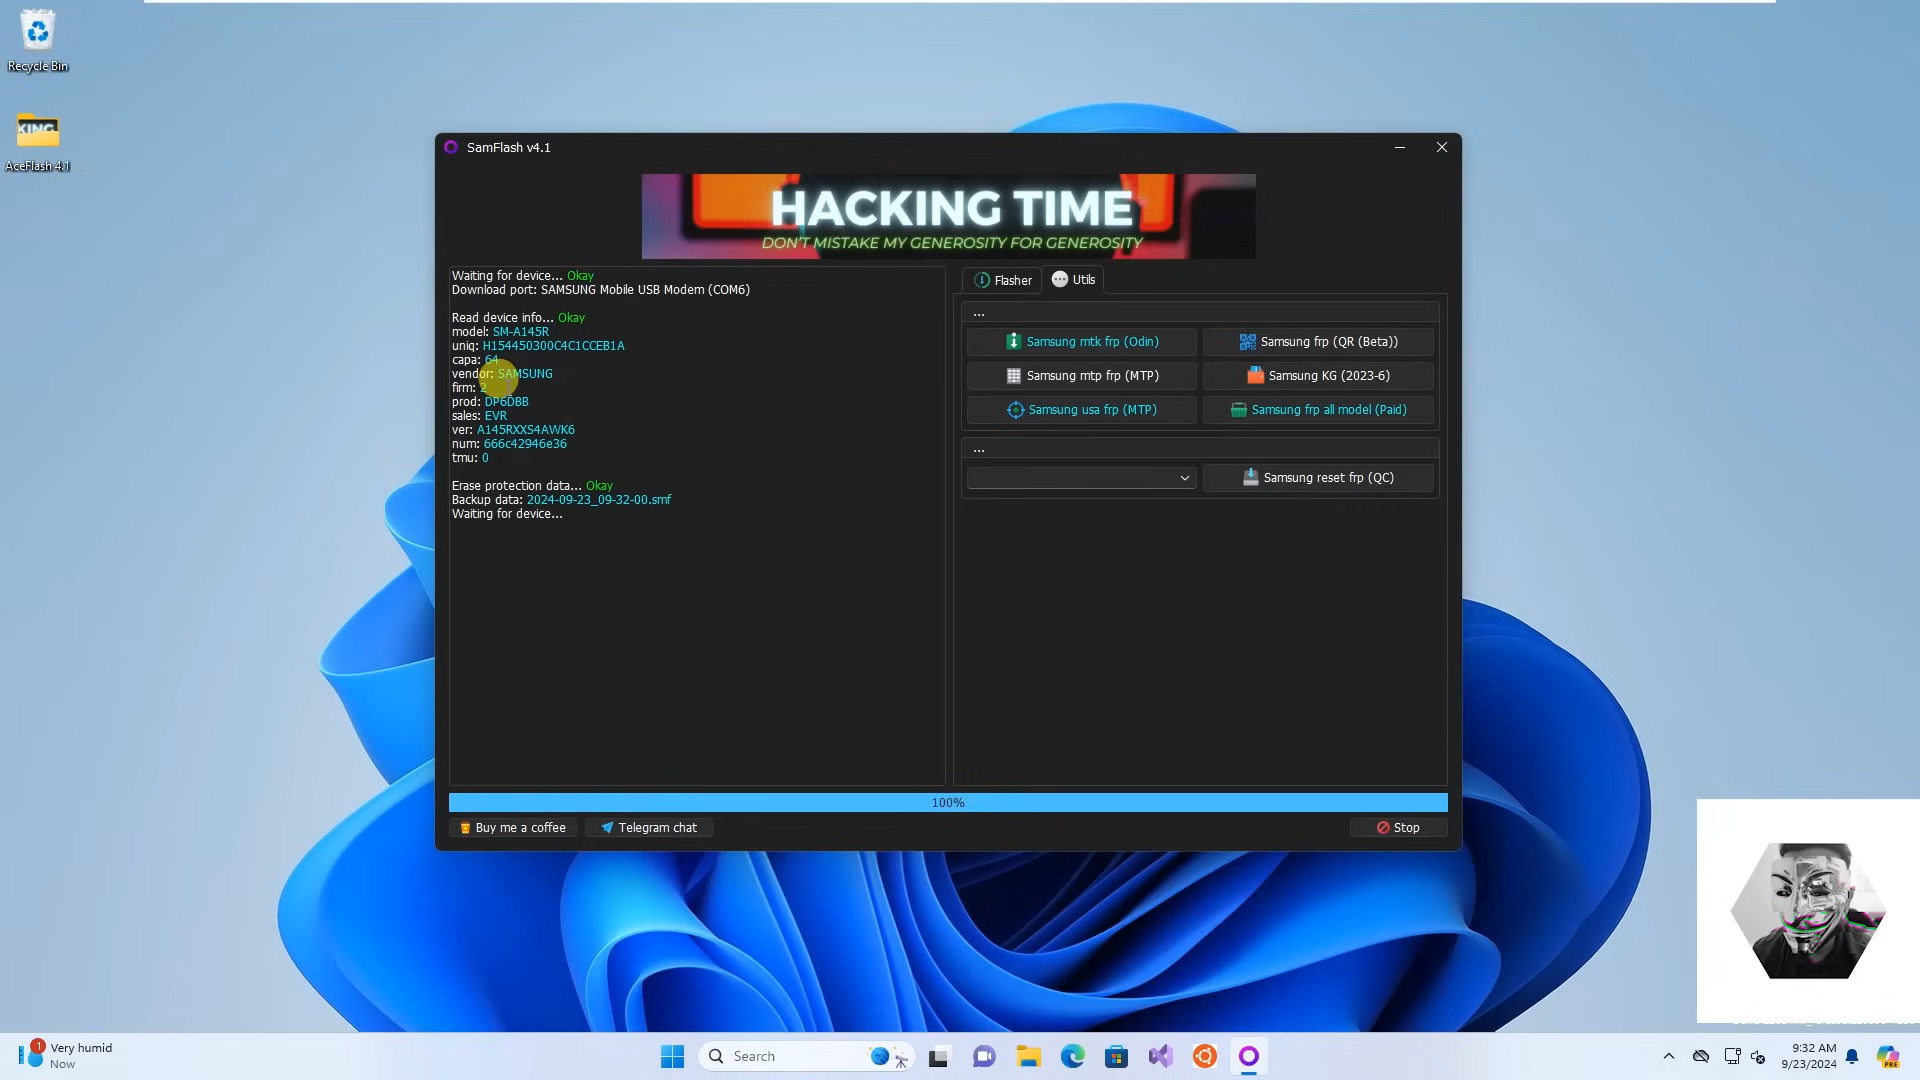 Recycle Bin
KING
AceFlash 4.1
SamFlash v4.1
HACKING TIME
DON'T MISTAKE MY GENEROSITY FOR GENEROSITY
Waiting for device... Okay
Download port: SAMSUNG Mobile USB Modem (COM6)
Read device info... Okay
model: SM-A145R
uniq: H154450300C4C1CCEB1A
capa: 64
vendor: SAMSUNG
firm: 2
prod: DP6DBB
sales: EVR
ver: A145RXXS4AWK6
num: 666c42946e36
tmu: 0
Erase protection data... Okay
Backup data: 2024-09-23_09-32-00.smf
Waiting for device...
Flasher
Utils
...
Samsung mtk frp (Odin)
Samsung frp (QR (Beta))
Samsung mtp frp (MTP)
Samsung KG (2023-6)
Samsung usa frp (MTP)
Samsung frp all model (Paid)
...
Samsung reset frp (QC)
100%
Buy me a coffee
Telegram chat
Stop
1
Very humid
Now
Search
9:32 AM
9/23/2024
PRE